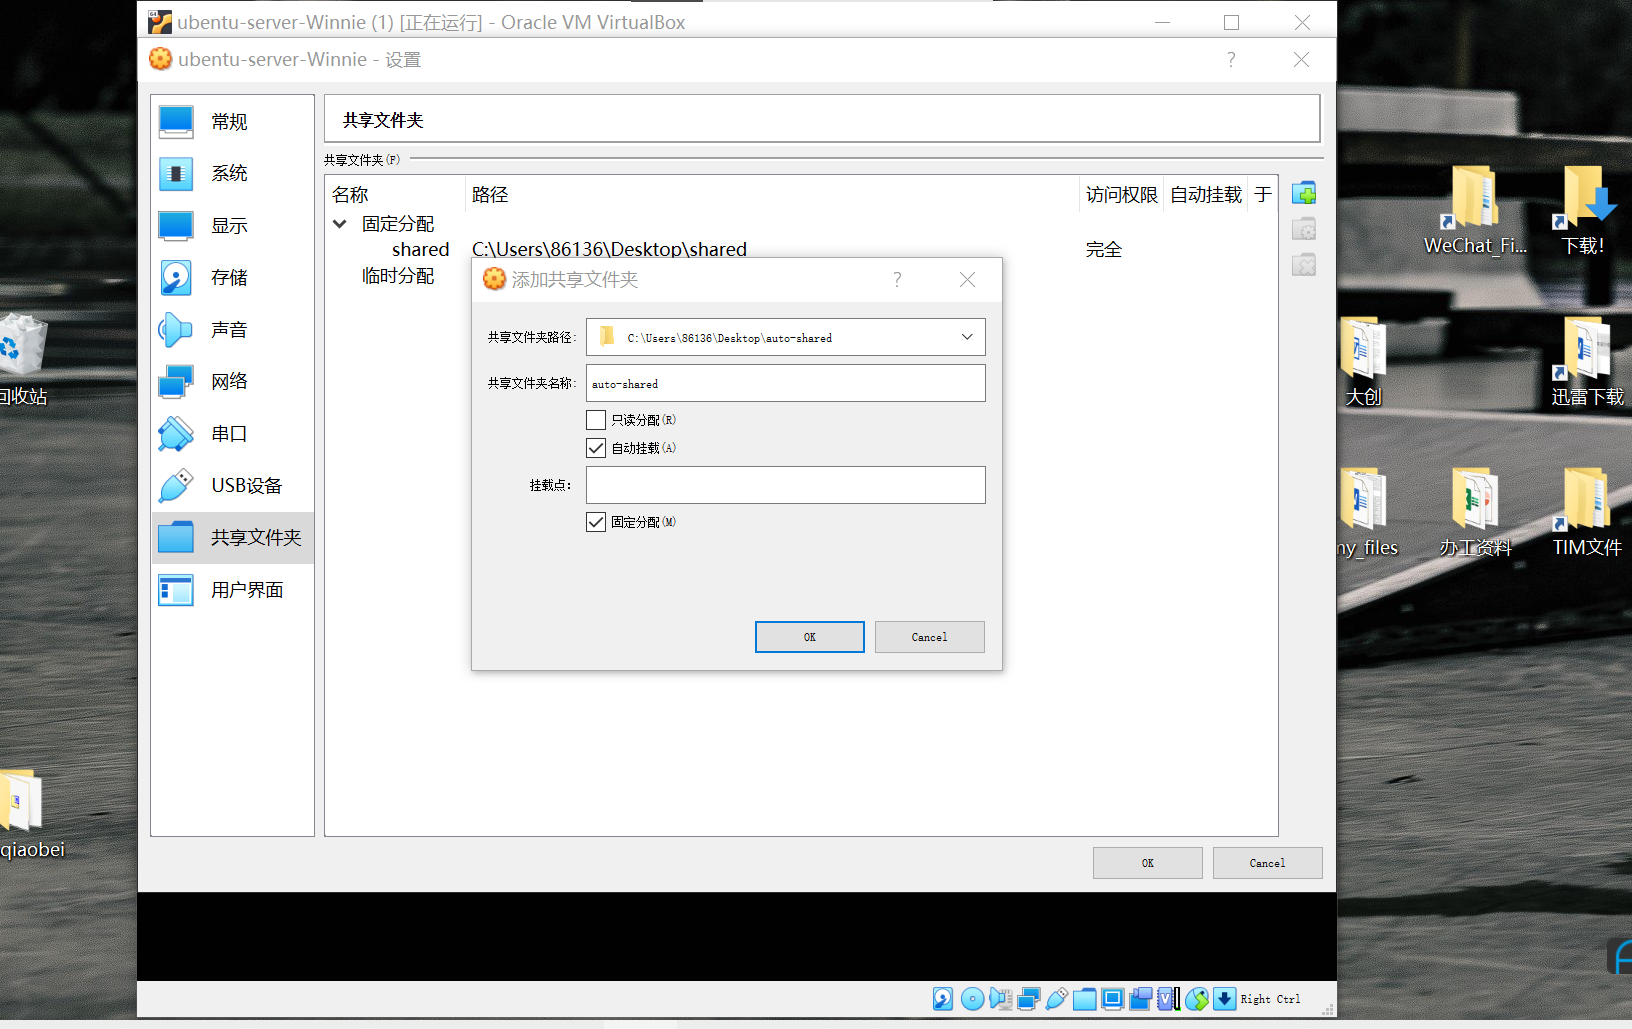 ubentu-server-Winnie (1) [正在运行] - Oracle VM VirtualBox
ubentu-server-Winnie - 设置
常规
系统
显示
存储
声音
网络
串口
USB设备
共享文件夹
用户界面
共享文件夹
共享文件夹(F)
名称 路径 访问权限 自动挂载 于
固定分配
shared C:\Users\86136\Desktop\shared 完全
临时分配
添加共享文件夹
共享文件夹路径: C:\Users\86136\Desktop\auto-shared
共享文件夹名称: auto-shared
只读分配(R)
自动挂载(A)
挂载点:
固定分配(M)
OK Cancel
OK Cancel
Right Ctrl
回收站
qiaobei
WeChat_Fi...
下载!
大创
迅雷下载
my_files
办工资料
TIM文件